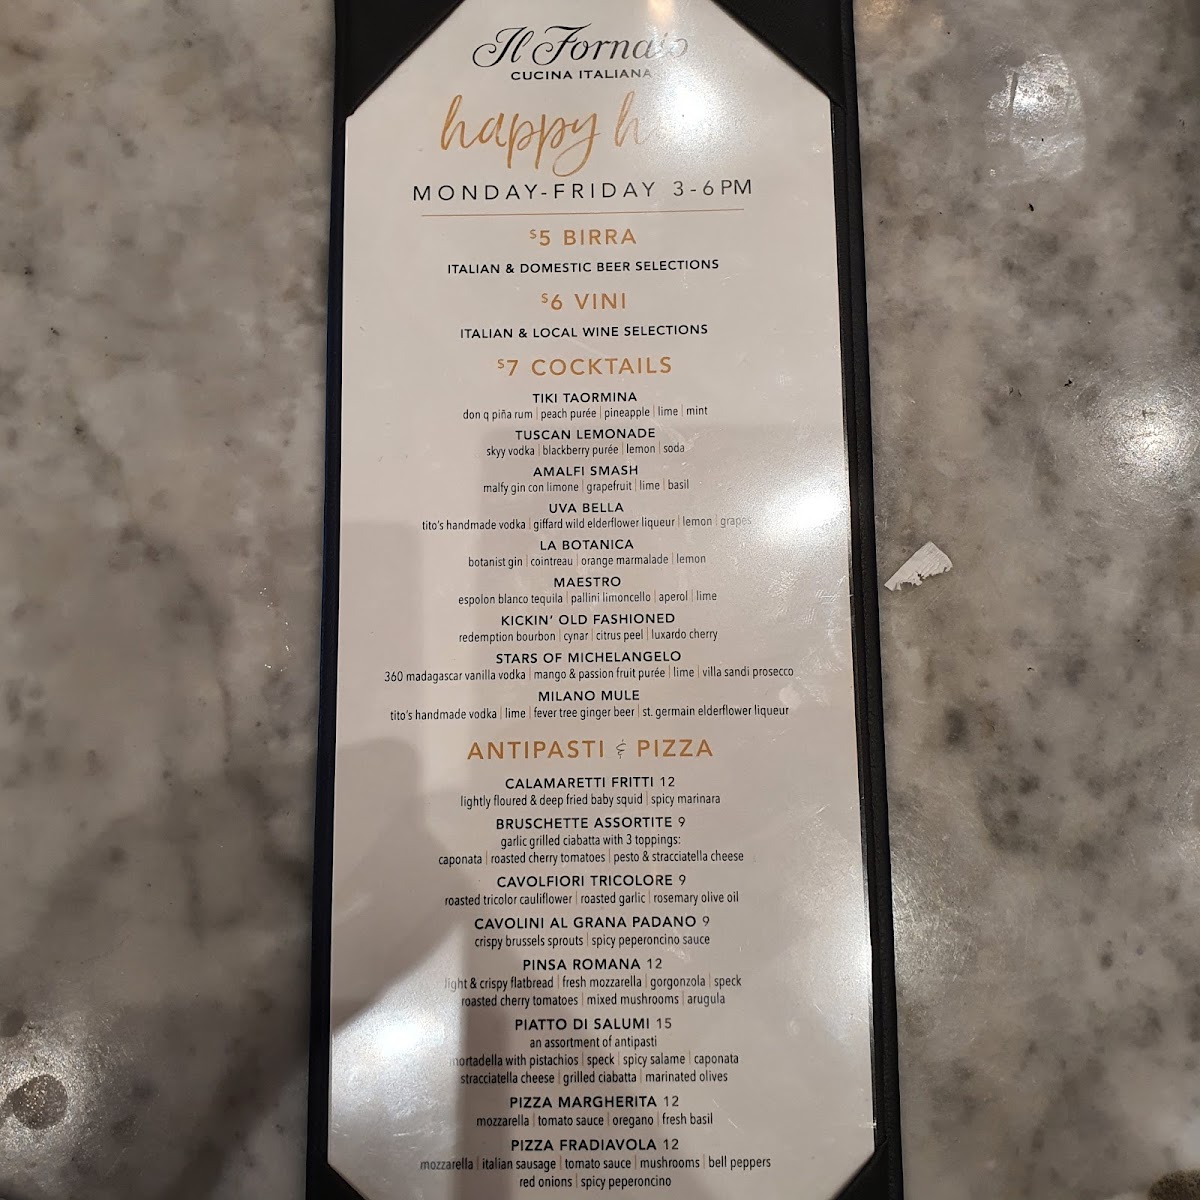 Il Fornaio
CUCINA ITALIANA
happy
MONDAY-FRIDAY 3-6PM
$5 BIRRA
ITALIAN & DOMESTIC BEER SELECTIONS
$6 VINI
ITALIAN & LOCAL WINE SELECTIONS
$7 COCKTAILS
TIKI TAORMINA
don q piña rum | peach purée | pineapple | lime | mint
TUSCAN LEMONADE
skyy vodka | blackberry purée | lemon | soda
AMALFI SMASH
malfy gin con limone | grapefruit | lime | basil
UVA BELLA
tito's handmade vodka | giffard wild elderflower liqueur | lemon | grapes
LA BOTANICA
botanist gin | cointreau | orange marmalade | lemon
MAESTRO
espolon blanco tequila | pallini limoncello | aperol | lime
KICKIN' OLD FASHIONED
redemption bourbon | cynar | citrus peel | luxardo cherry
STARS OF MICHELANGELO
360 madagascar vanilla vodka | mango & passion fruit purée | lime | villa sandi prosecco
MILANO MULE
tito's handmade vodka | lime | fever tree ginger beer | st. germain elderflower liqueur
ANTIPASTI & PIZZA
CALAMARETTI FRITTI 12
lightly floured & deep fried baby squid | spicy marinara
BRUSCHETTE ASSORTITE 9
garlic grilled ciabatta with 3 toppings:
caponata | roasted cherry tomatoes | pesto & stracciatella cheese
CAVOLFIORI TRICOLORE 9
roasted tricolor cauliflower | roasted garlic | rosemary olive oil
CAVOLINI AL GRANA PADANO 9
crispy brussels sprouts | spicy peperoncino sauce
PINSA ROMANA 12
light & crispy flatbread | fresh mozzarella | gorgonzola | speck
roasted cherry tomatoes | mixed mushrooms | arugula
PIATTO DI SALUMI 15
an assortment of antipasti
mortadella with pistachios | speck | spicy salame | caponata
stracciatella cheese | grilled ciabatta | marinated olives
PIZZA MARGHERITA 12
mozzarella | tomato sauce | oregano | fresh basil
PIZZA FRADIAVOLA 12
mozzarella | italian sausage | tomato sauce | mushrooms | bell peppers
red onions | spicy peperoncino